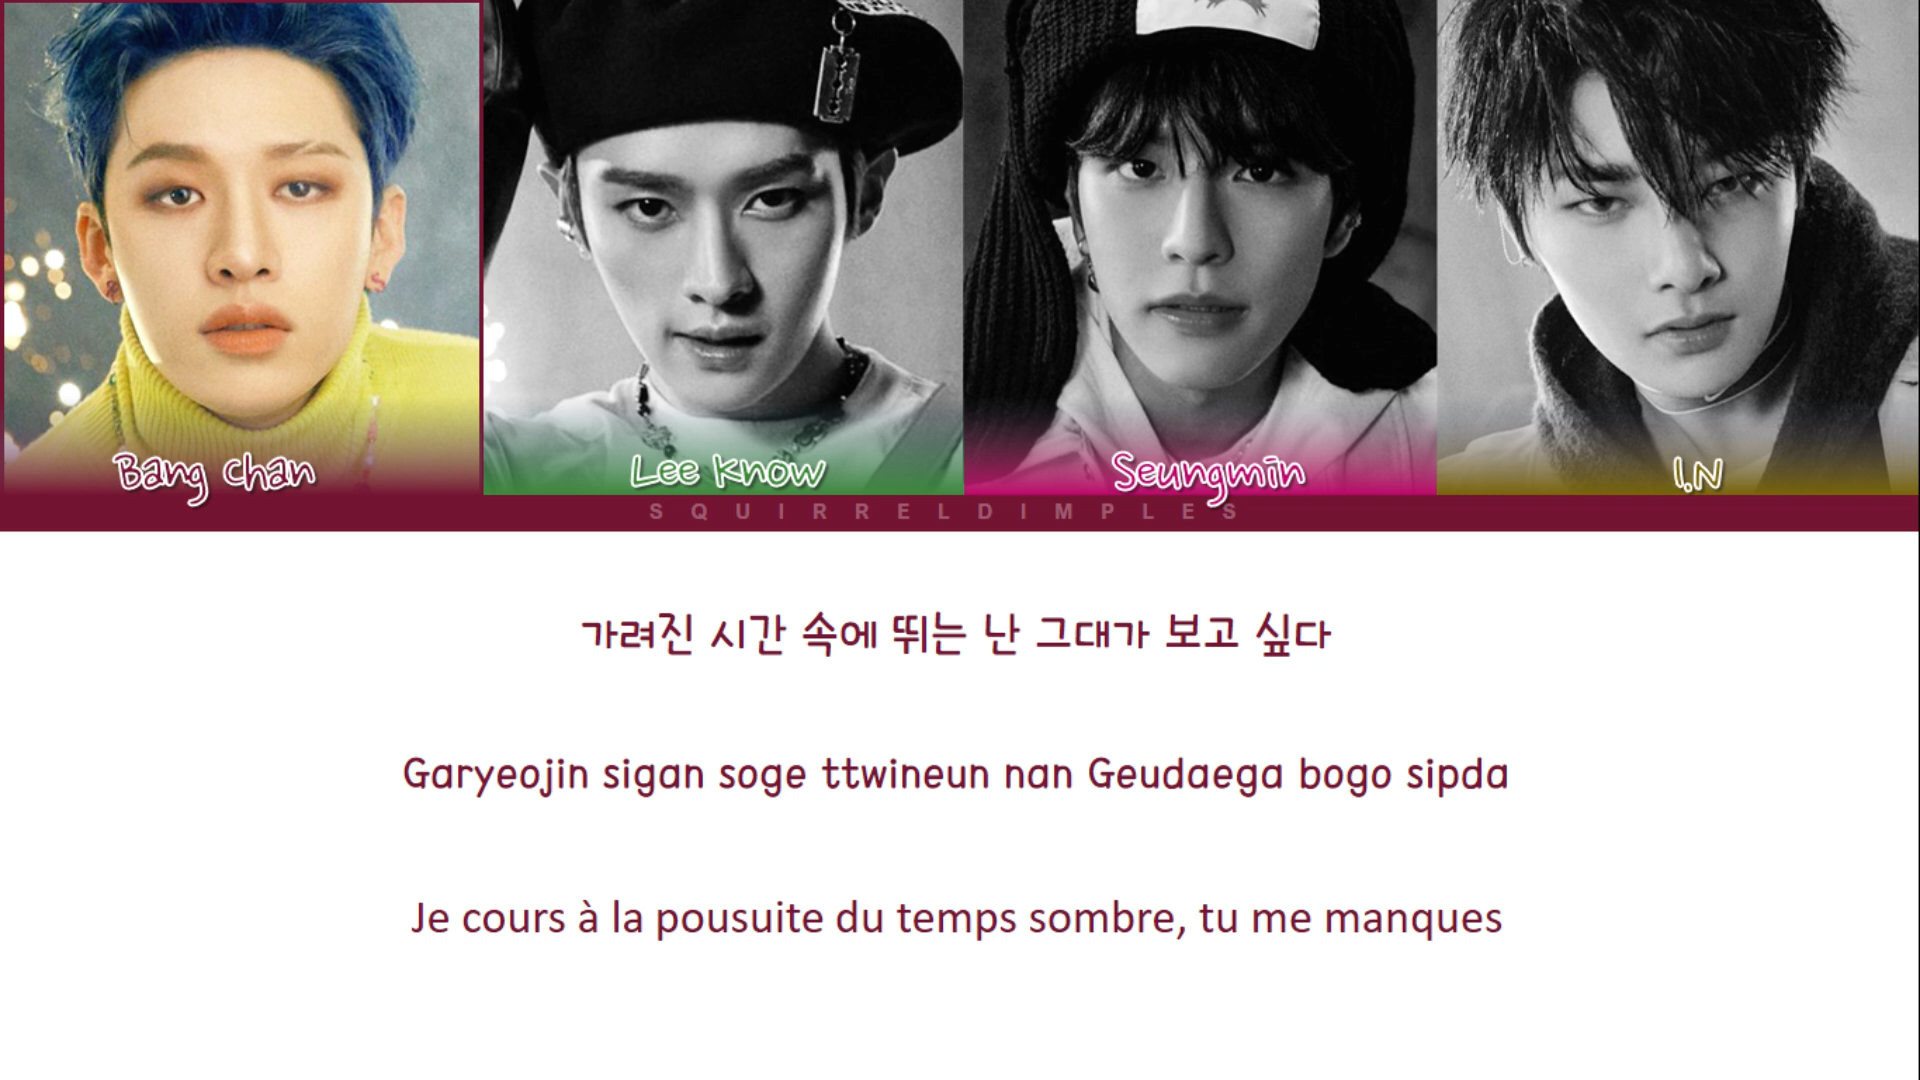 Bang Chan
Lee Know
Seungmin
I.N
SQUIRRELDIMPLES
가려진 시간 속에 뛰는 난 그대가 보고 싶다
Garyeojin sigan soge ttwineun nan Geudaega bogo sipda
Je cours à la pousuite du temps sombre, tu me manques